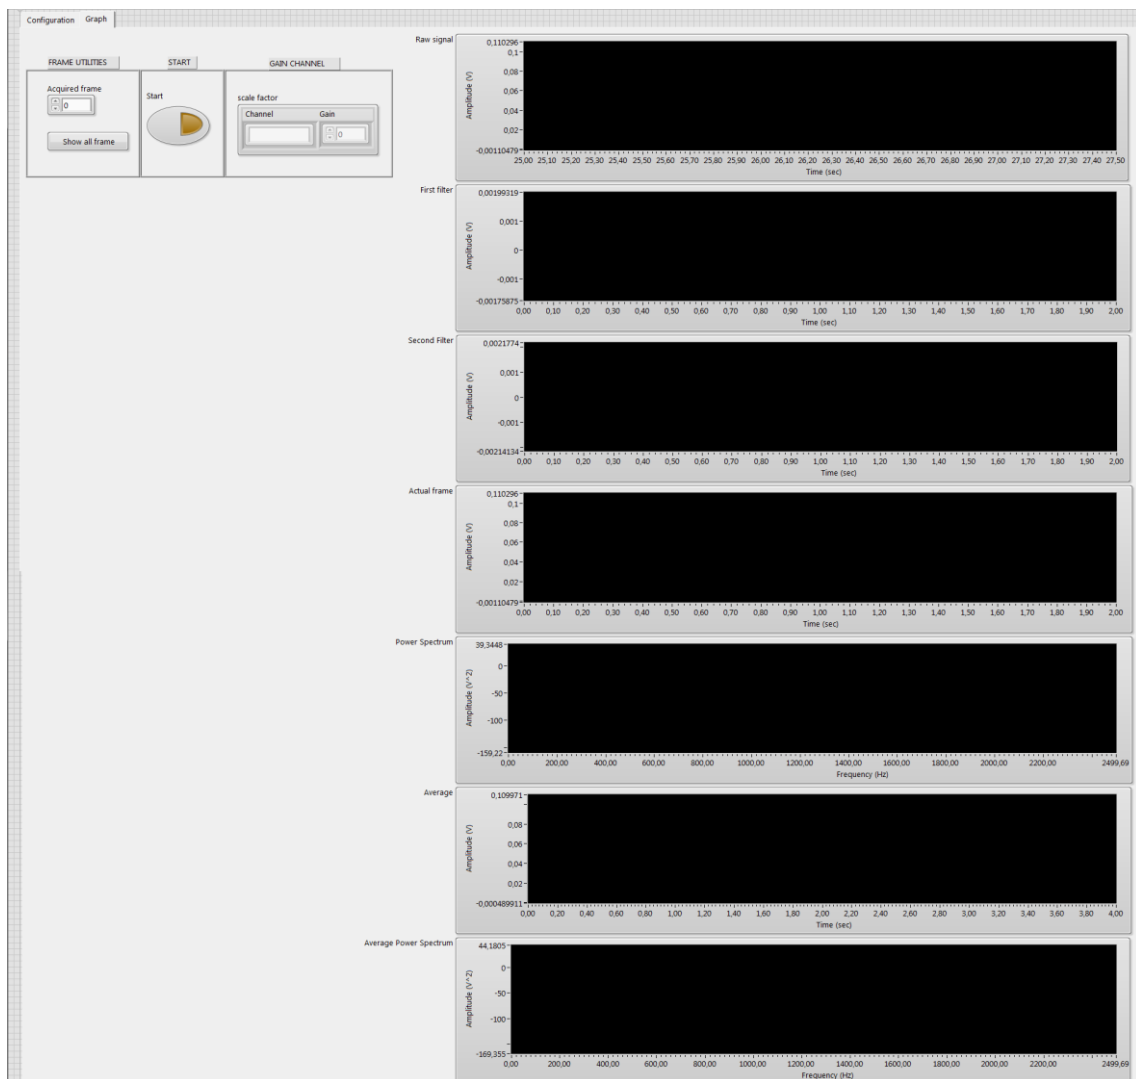 Configuration Graph
FRAME UTILITIES START GAIN CHANNEL
Acquired frame
0
Show all frame
Start
scale factor
Channel Gain
0
Raw signal
0,110296
0,1
0,08
0,06
0,04
0,02
-0,00110479
Amplitude (V)
25,00 25,10 25,20 25,30 25,40 25,50 25,60 25,70 25,80 25,90 26,00 26,10 26,20 26,30 26,40 26,50 26,60 26,70 26,80 26,90 27,00 27,10 27,20 27,30 27,40 27,50
Time (sec)
First filter
0,00199319
0,001
0
-0,001
-0,00175875
Amplitude (V)
0,00 0,10 0,20 0,30 0,40 0,50 0,60 0,70 0,80 0,90 1,00 1,10 1,20 1,30 1,40 1,50 1,60 1,70 1,80 1,90 2,00
Time (sec)
Second Filter
0,0021774
0,001
0
-0,001
-0,00214134
Amplitude (V)
0,00 0,10 0,20 0,30 0,40 0,50 0,60 0,70 0,80 0,90 1,00 1,10 1,20 1,30 1,40 1,50 1,60 1,70 1,80 1,90 2,00
Time (sec)
Actual frame
0,110296
0,1
0,08
0,06
0,04
0,02
-0,00110479
Amplitude (V)
0,00 0,10 0,20 0,30 0,40 0,50 0,60 0,70 0,80 0,90 1,00 1,10 1,20 1,30 1,40 1,50 1,60 1,70 1,80 1,90 2,00
Time (sec)
Power Spectrum
39,3448
0
-50
-100
-159,22
Amplitude (V^2)
0,00 200,00 400,00 600,00 800,00 1000,00 1200,00 1400,00 1600,00 1800,00 2000,00 2200,00 2499,69
Frequency (Hz)
Average
0,109971
0,08
0,06
0,04
0,02
-0,000489911
Amplitude (V)
0,00 0,20 0,40 0,60 0,80 1,00 1,20 1,40 1,60 1,80 2,00 2,20 2,40 2,60 2,80 3,00 3,20 3,40 3,60 3,80 4,00
Time (sec)
Average Power Spectrum
44,1805
0
-50
-100
-169,355
Amplitude (V^2)
0,00 200,00 400,00 600,00 800,00 1000,00 1200,00 1400,00 1600,00 1800,00 2000,00 2200,00 2499,69
Frequency (Hz)